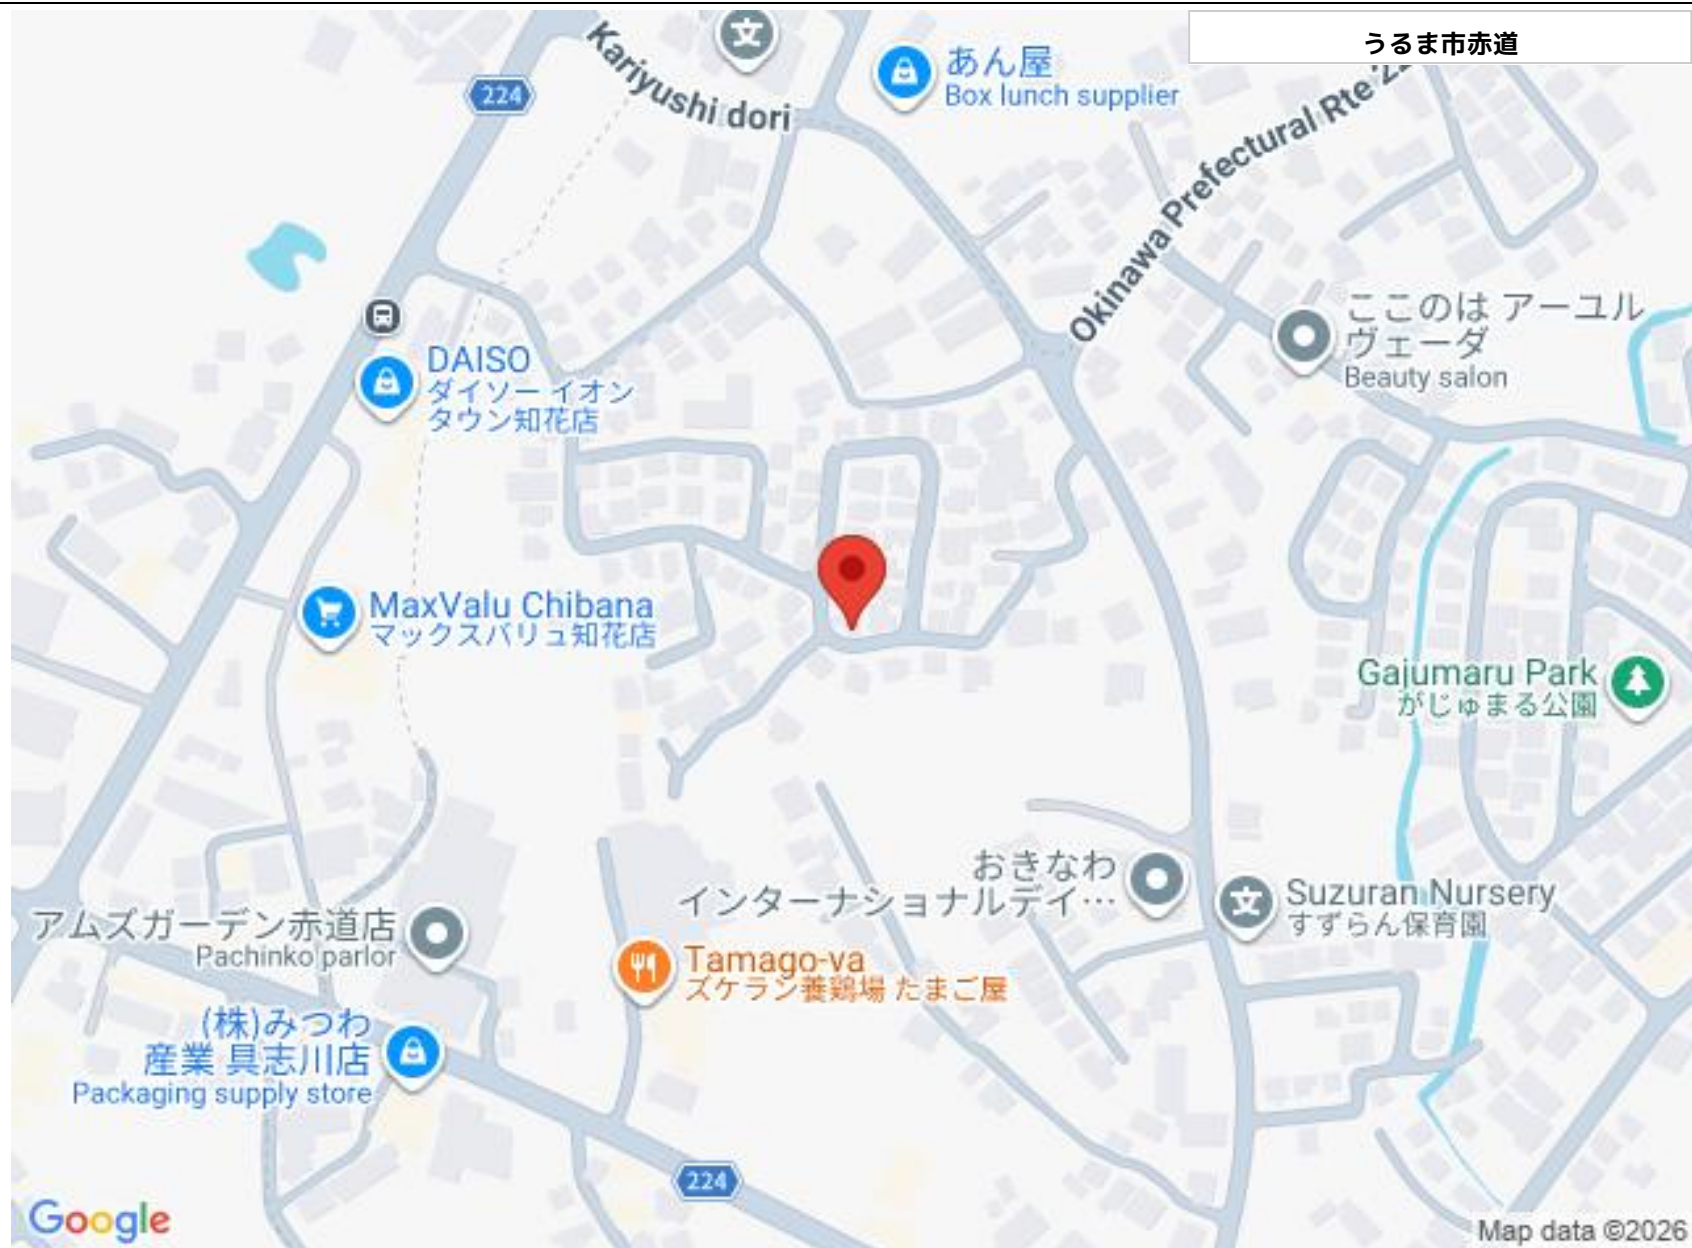 うるま市赤道
Kariyushi dori
224
あん屋
Box lunch supplier
Okinawa Prefectural Rte
文
ここのは アーユル
ヴェーダ
Beauty salon
DAISO
ダイソー イオン
タウン知花店
MaxValu Chibana
マックスバリュ知花店
Gajumaru Park
がじゅまる公園
おきなわ
インターナショナルデイ…
文
Suzuran Nursery
すずらん保育園
アムズガーデン赤道店
Pachinko parlor
Tamago-ya
ズケラン養鶏場 たまご屋
(株)みつわ
産業 具志川店
Packaging supply store
224
Google
Map data ©2026